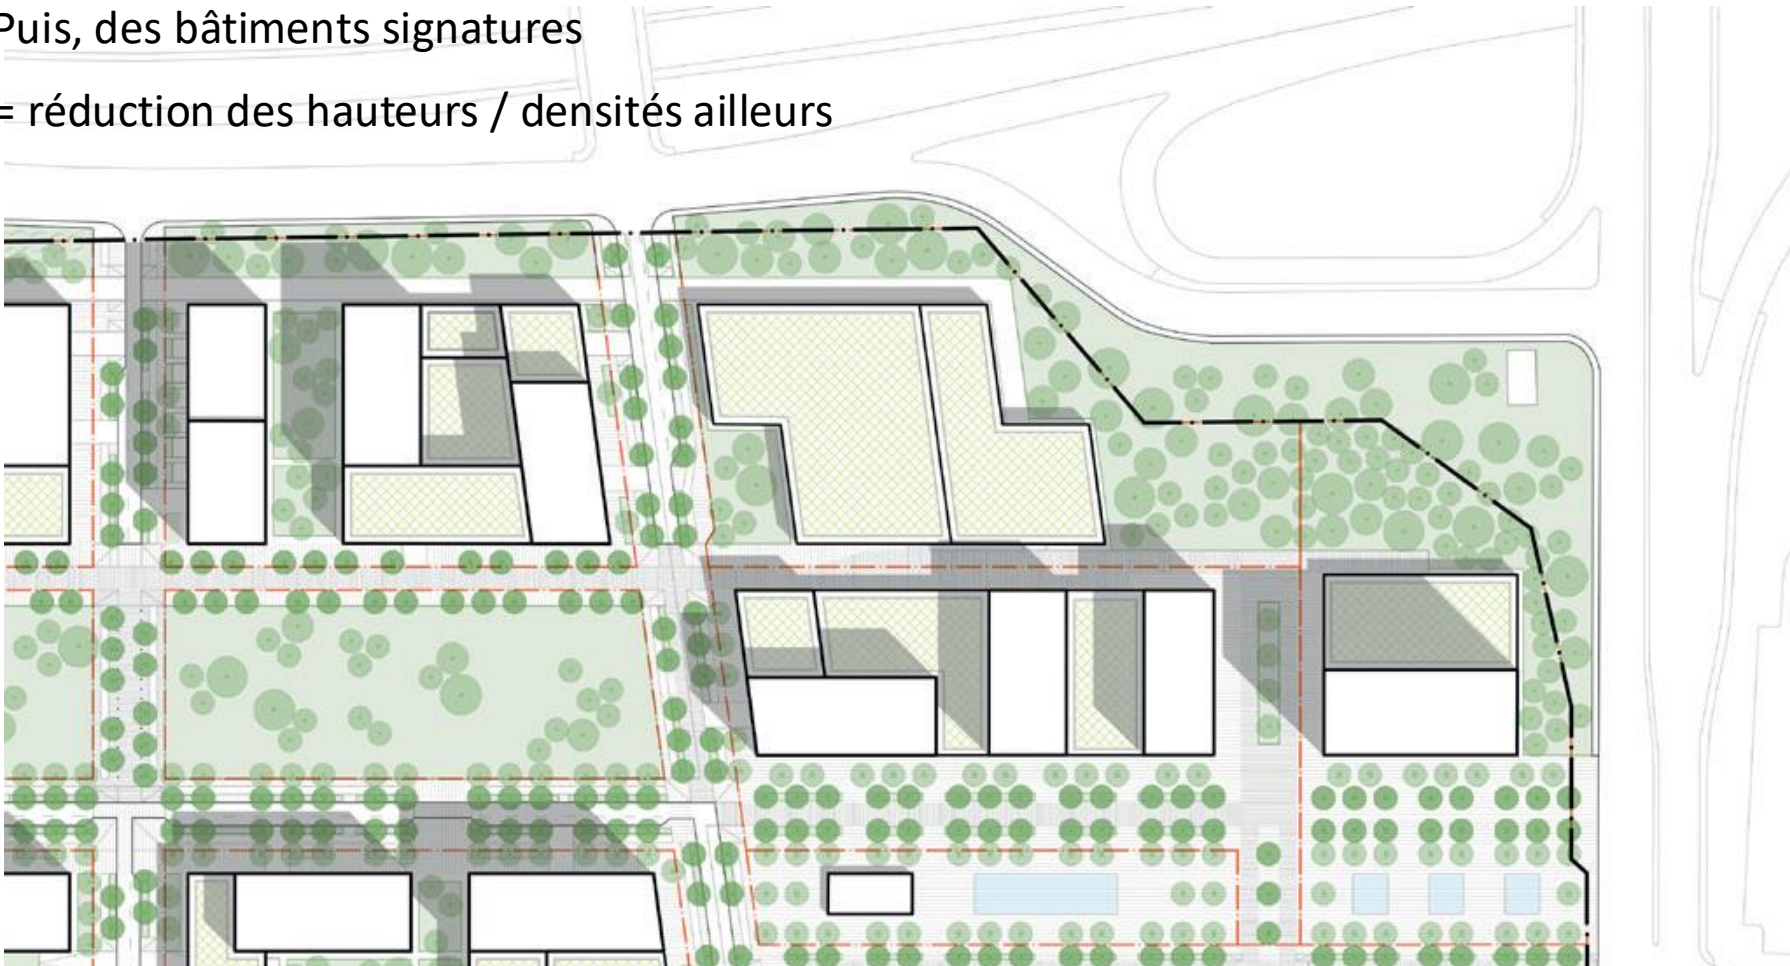 Puis, des bâtiments signatures
= réduction des hauteurs / densités ailleurs